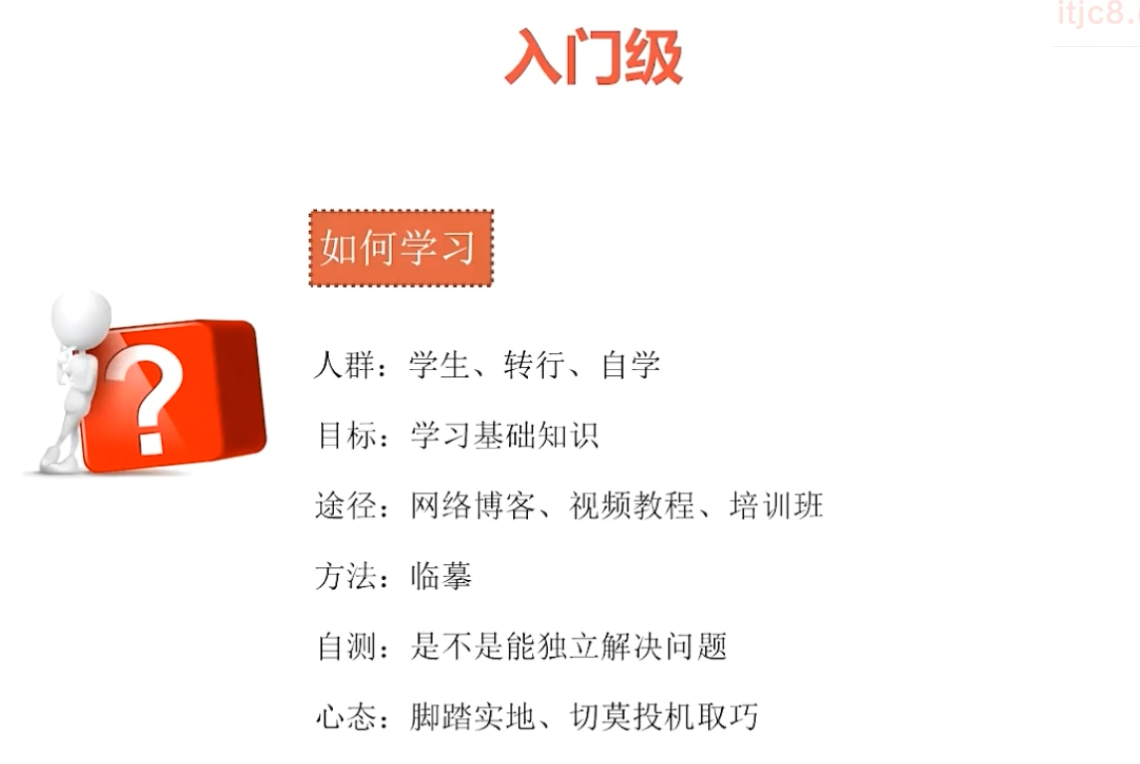 itjc8.
入门级
如何学习
?
人群：学生、转行、自学
目标：学习基础知识
途径：网络博客、视频教程、培训班
方法：临摹
自测：是不是能独立解决问题
心态：脚踏实地、切莫投机取巧